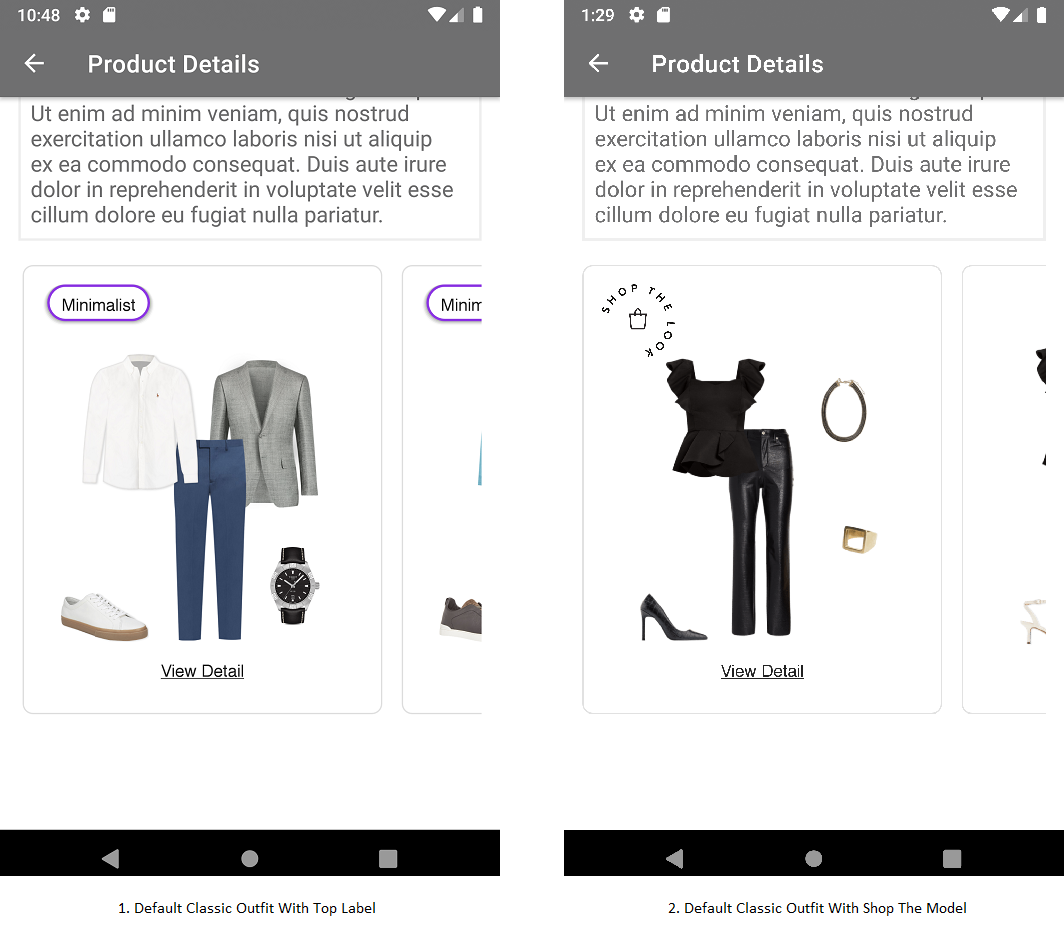 10:48
Product Details
Ut enim ad minim veniam, quis nostrud
exercitation ullamco laboris nisi ut aliquip
ex ea commodo consequat. Duis aute irure
dolor in reprehenderit in voluptate velit esse
cillum dolore eu fugiat nulla pariatur.
Minimalist
Minim
View Detail
1. Default Classic Outfit With Top Label
1:29
Product Details
Ut enim ad minim veniam, quis nostrud
exercitation ullamco laboris nisi ut aliquip
ex ea commodo consequat. Duis aute irure
dolor in reprehenderit in voluptate velit esse
cillum dolore eu fugiat nulla pariatur.
SHOP THE LOOK
View Detail
2. Default Classic Outfit With Shop The Model